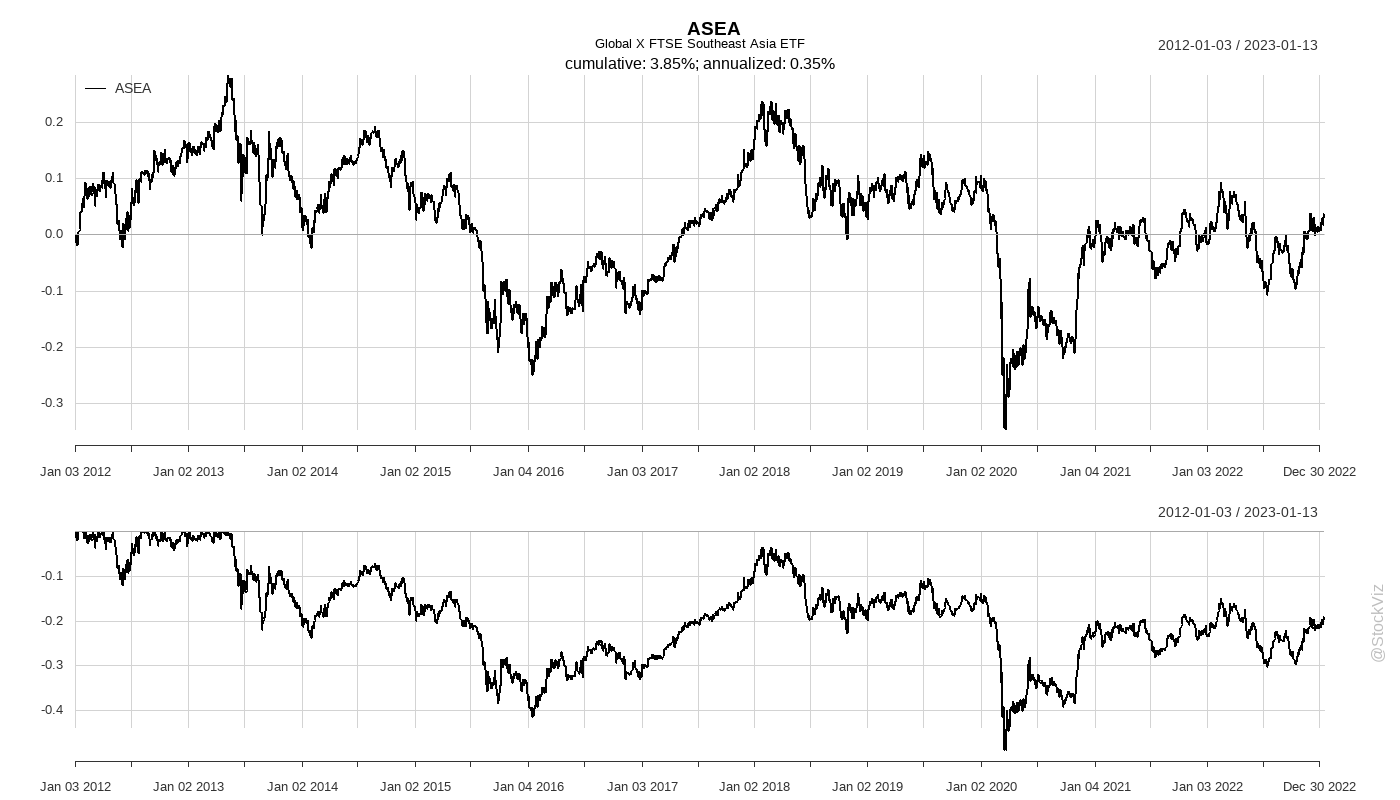 ASEA
Global X FTSE Southeast Asia ETF
2012-01-03 / 2023-01-13
cumulative: 3.85%; annualized: 0.35%
ASEA
0.2
0.1
0.0
-0.1
-0.2
-0.3
Jan 03 2012 Jan 02 2013 Jan 02 2014 Jan 02 2015 Jan 04 2016 Jan 03 2017 Jan 02 2018 Jan 02 2019 Jan 02 2020 Jan 04 2021 Jan 03 2022 Dec 30 2022
2012-01-03 / 2023-01-13
-0.1
-0.2
-0.3
-0.4
Jan 03 2012 Jan 02 2013 Jan 02 2014 Jan 02 2015 Jan 04 2016 Jan 03 2017 Jan 02 2018 Jan 02 2019 Jan 02 2020 Jan 04 2021 Jan 03 2022 Dec 30 2022
@StockViz